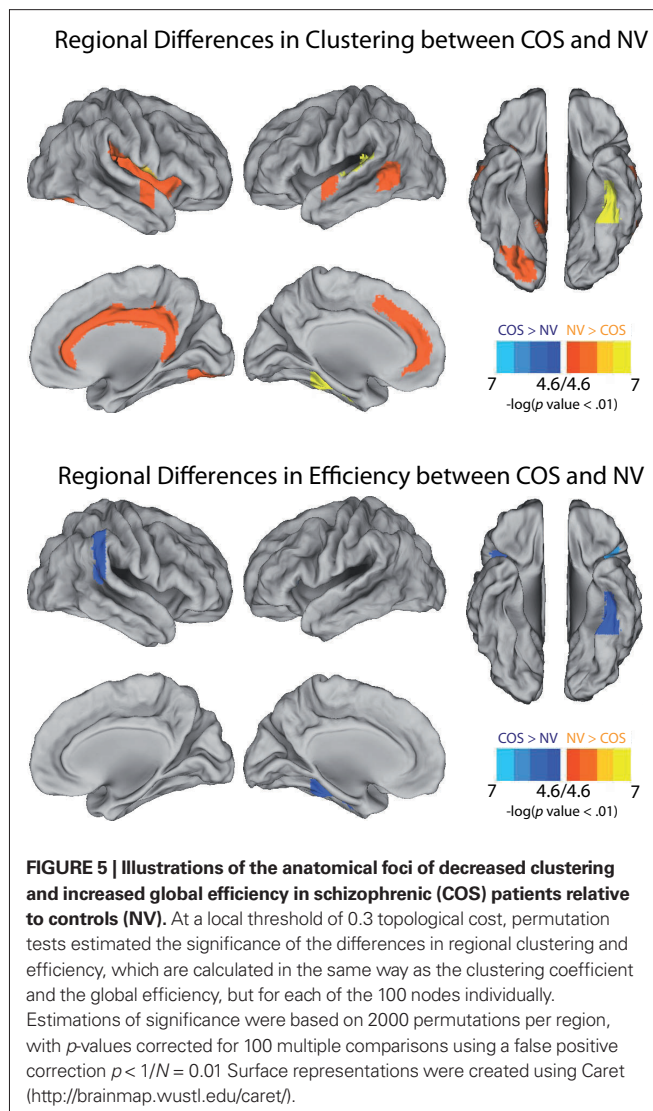 Regional Differences in Clustering between COS and NV
COS > NV NV > COS
7 4.6/4.6 7
-log(p value < .01)
Regional Differences in Efficiency between COS and NV
COS > NV NV > COS
7 4.6/4.6 7
-log(p value < .01)
FIGURE 5 | Illustrations of the anatomical foci of decreased clustering
and increased global efficiency in schizophrenic (COS) patients relative
to controls (NV). At a local threshold of 0.3 topological cost, permutation
tests estimated the significance of the differences in regional clustering and
efficiency, which are calculated in the same way as the clustering coefficient
and the global efficiency, but for each of the 100 nodes individually.
Estimations of significance were based on 2000 permutations per region,
with p-values corrected for 100 multiple comparisons using a false positive
correction p < 1/N = 0.01 Surface representations were created using Caret
(http://brainmap.wustl.edu/caret/).